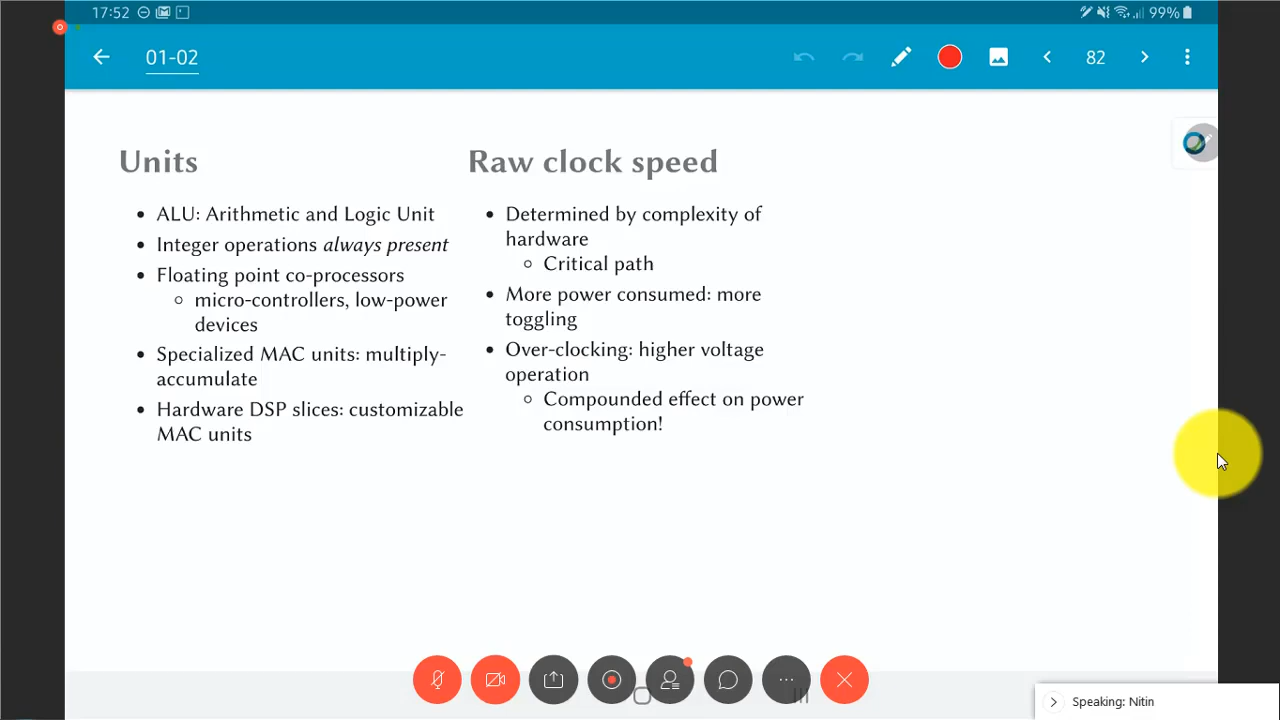 17:52
99%
01-02
82
Units
ALU: Arithmetic and Logic Unit
Integer operations always present
Floating point co-processors
micro-controllers, low-power
devices
Specialized MAC units: multiply-
accumulate
Hardware DSP slices: customizable
MAC units
Raw clock speed
Determined by complexity of
hardware
Critical path
More power consumed: more
toggling
Over-clocking: higher voltage
operation
Compounded effect on power
consumption!
Speaking: Nitin